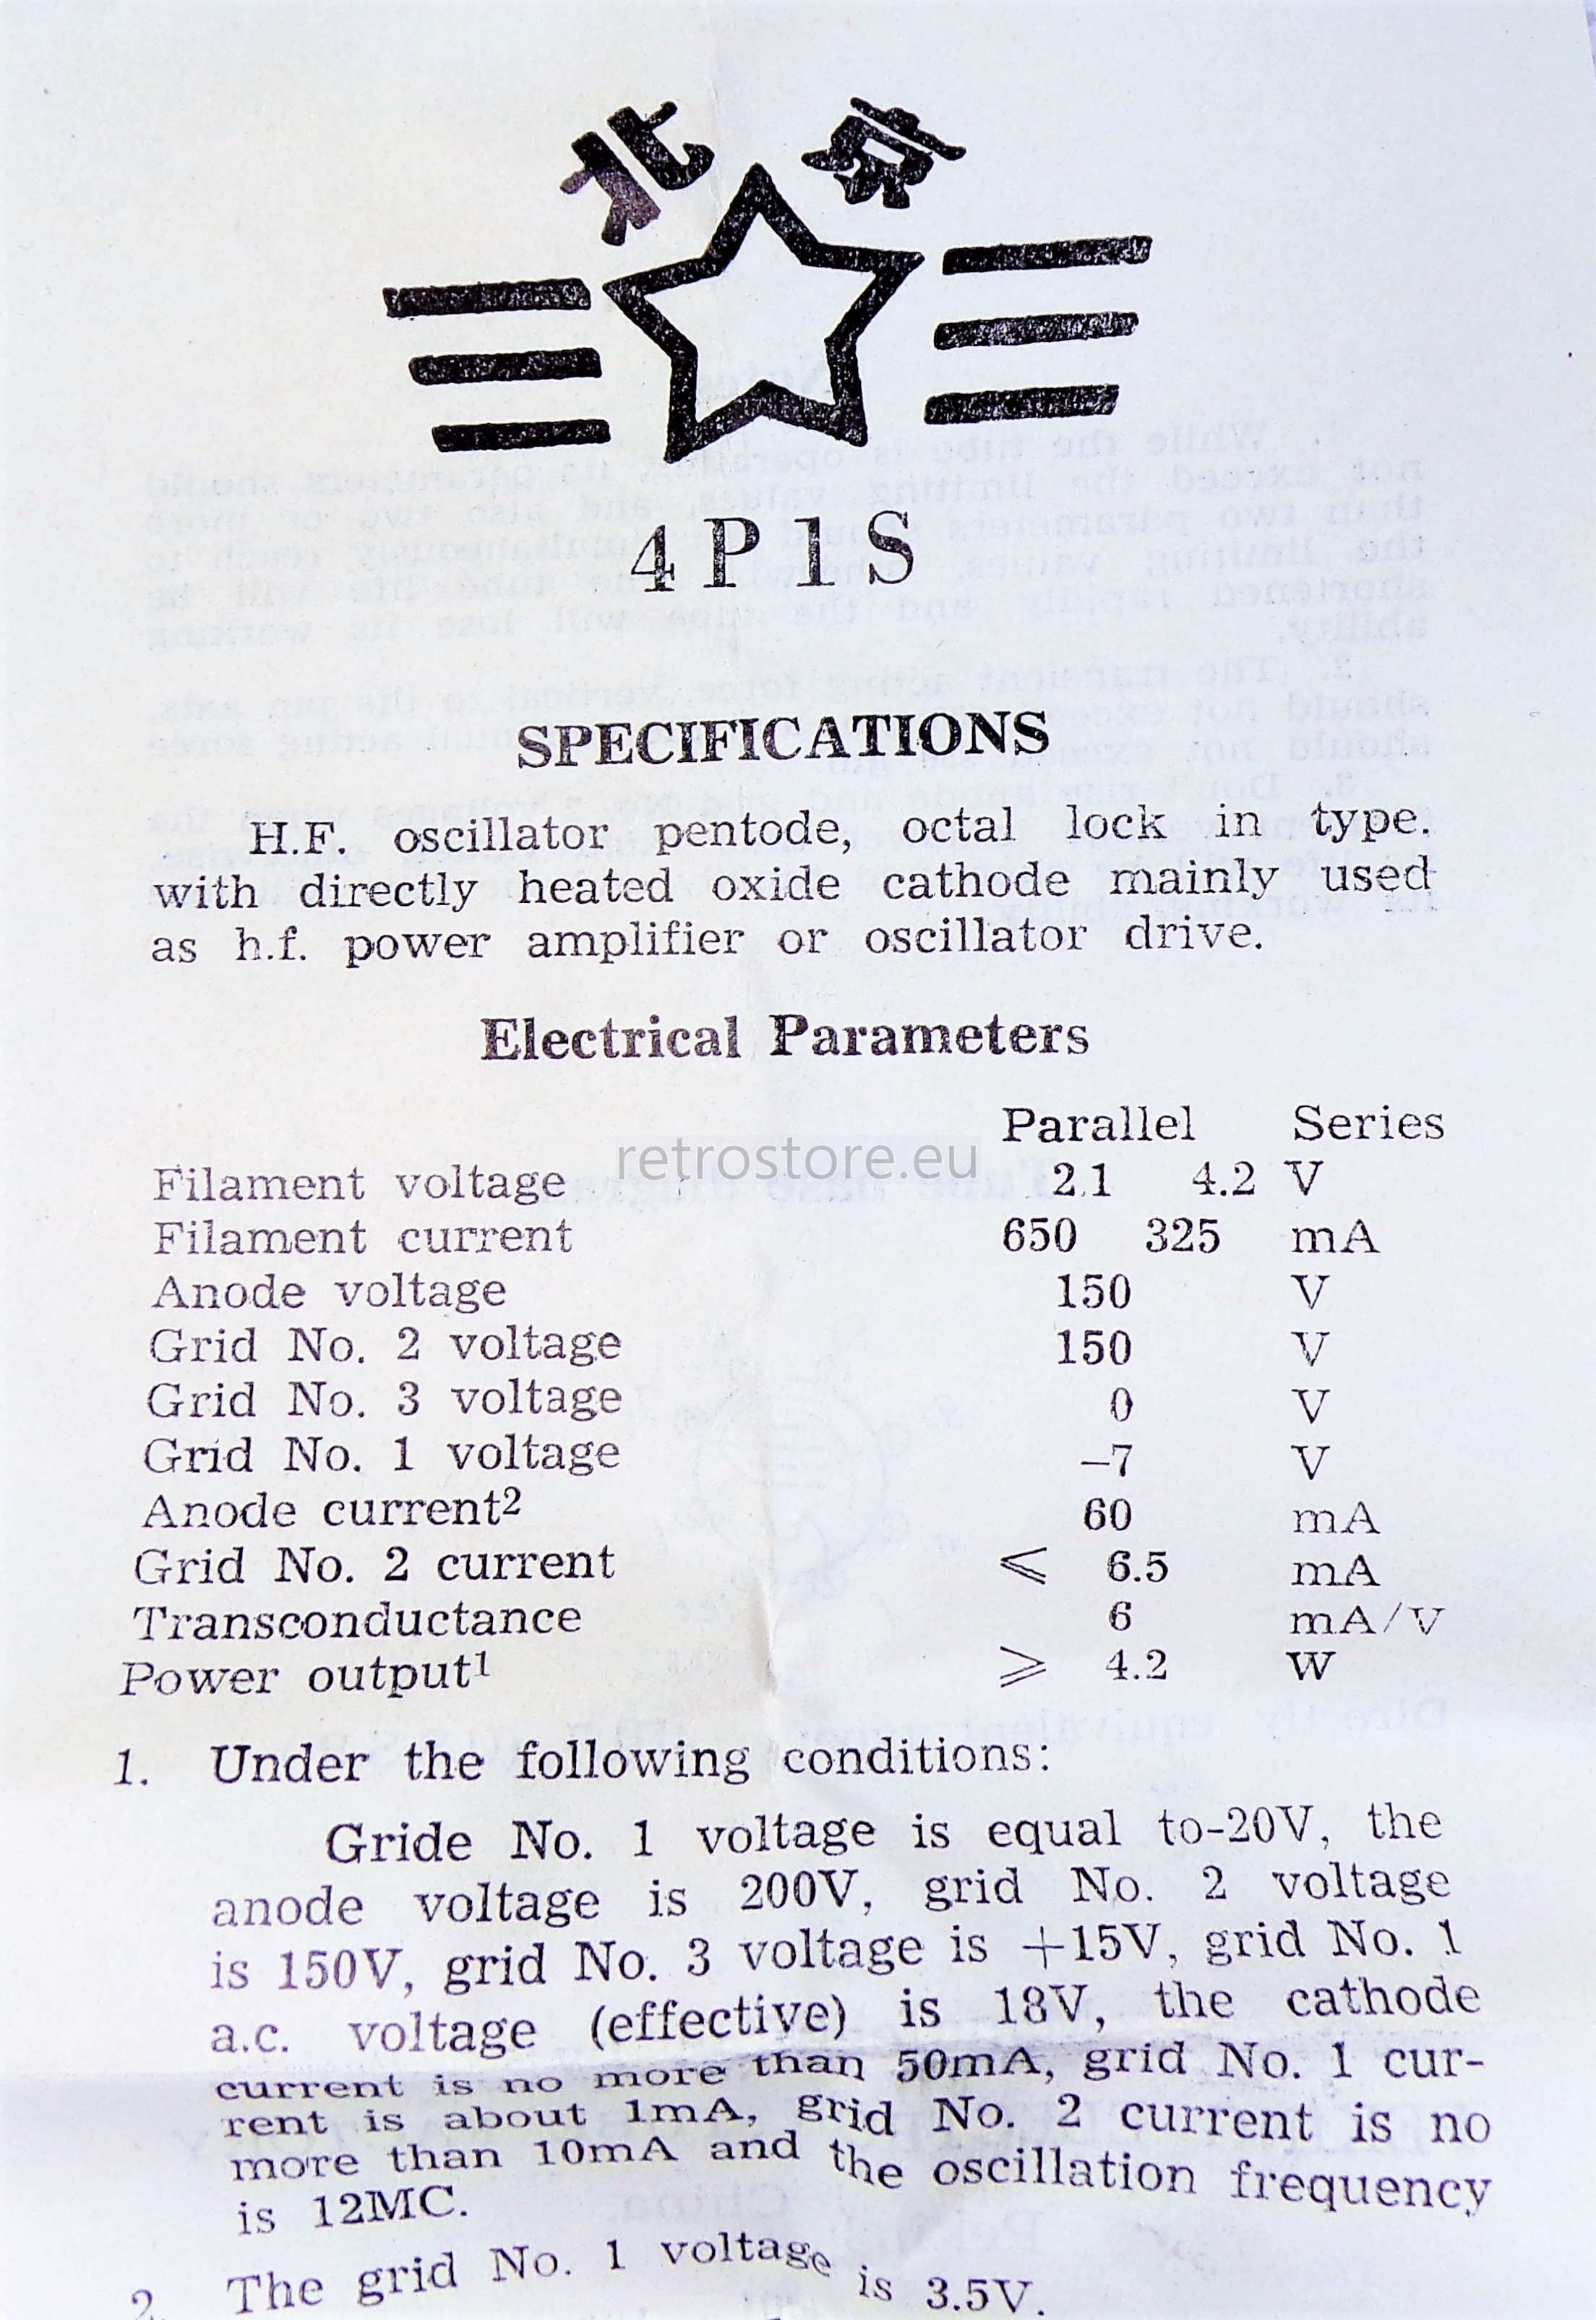 北京
4P1S
SPECIFICATIONS
H.F. oscillator pentode, octal lock in type.
with directly heated oxide cathode mainly used
as h.f. power amplifier or oscillator drive.
Electrical Parameters
Parallel Series
retrostore.eu
Filament voltage 2.1 4.2 V
Filament current 650 325 mA
Anode voltage 150 V
Grid No. 2 voltage 150 V
Grid No. 3 voltage 0 V
Grid No. 1 voltage –7 V
Anode current² 60 mA
Grid No. 2 current ⩽ 6.5 mA
Transconductance 6 mA/V
Power output¹ ⩾ 4.2 W
1. Under the following conditions:
Gride No. 1 voltage is equal to-20V, the
anode voltage is 200V, grid No. 2 voltage
is 150V, grid No. 3 voltage is +15V, grid No. 1
a.c. voltage (effective) is 18V, the cathode
current is no more than 50mA, grid No. 1 cur-
rent is about 1mA, grid No. 2 current is no
more than 10mA and the oscillation frequency
is 12MC.
2. The grid No. 1 voltage is 3.5V.